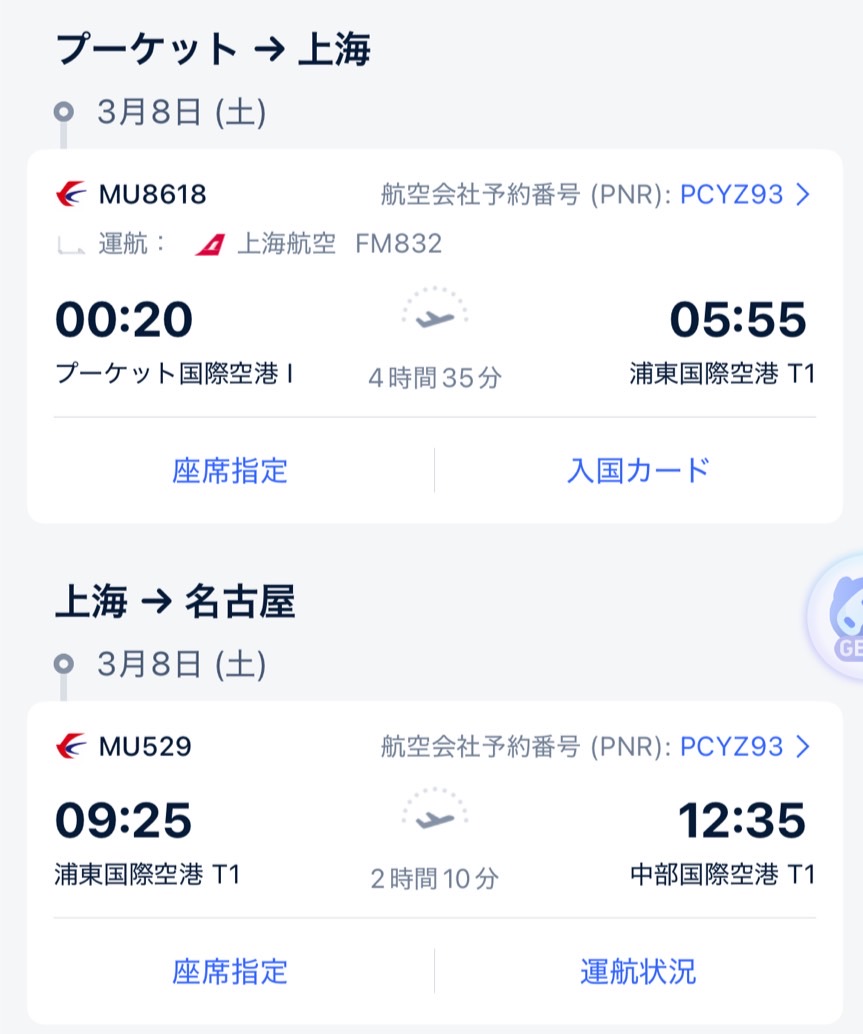 プーケット → 上海
3月8日 (土)
MU8618 航空会社予約番号 (PNR): PCYZ93 >
運航： 上海航空 FM832
00:20 05:55
プーケット国際空港 I 4時間35分 浦東国際空港 T1
座席指定 入国カード
上海 → 名古屋
3月8日 (土)
MU529 航空会社予約番号 (PNR): PCYZ93 >
09:25 12:35
浦東国際空港 T1 2時間10分 中部国際空港 T1
座席指定 運航状況